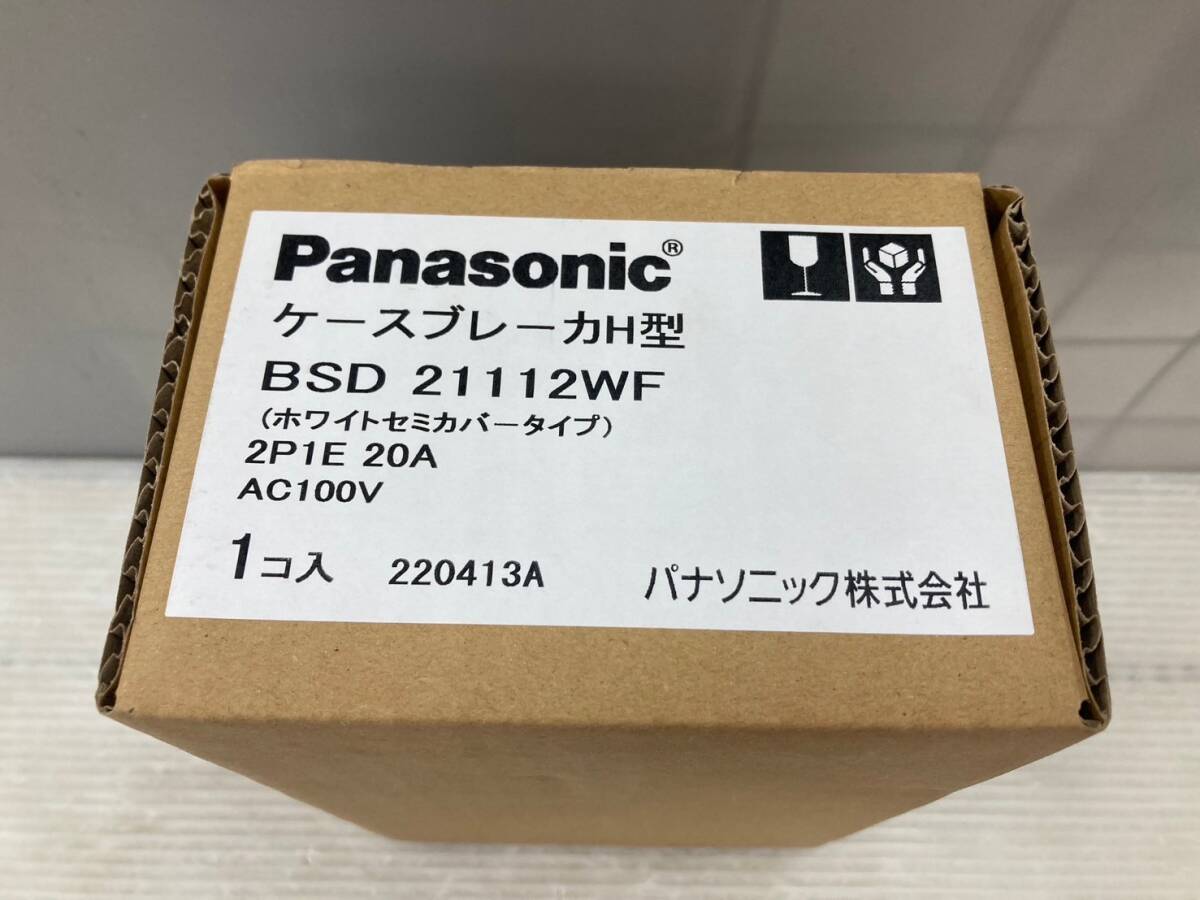 Panasonic®
ケースブレーカH型
BSD 21112WF
(ホワイトセミカバータイプ)
2P1E 20A
AC100V
1コ入 220413A パナソニック株式会社